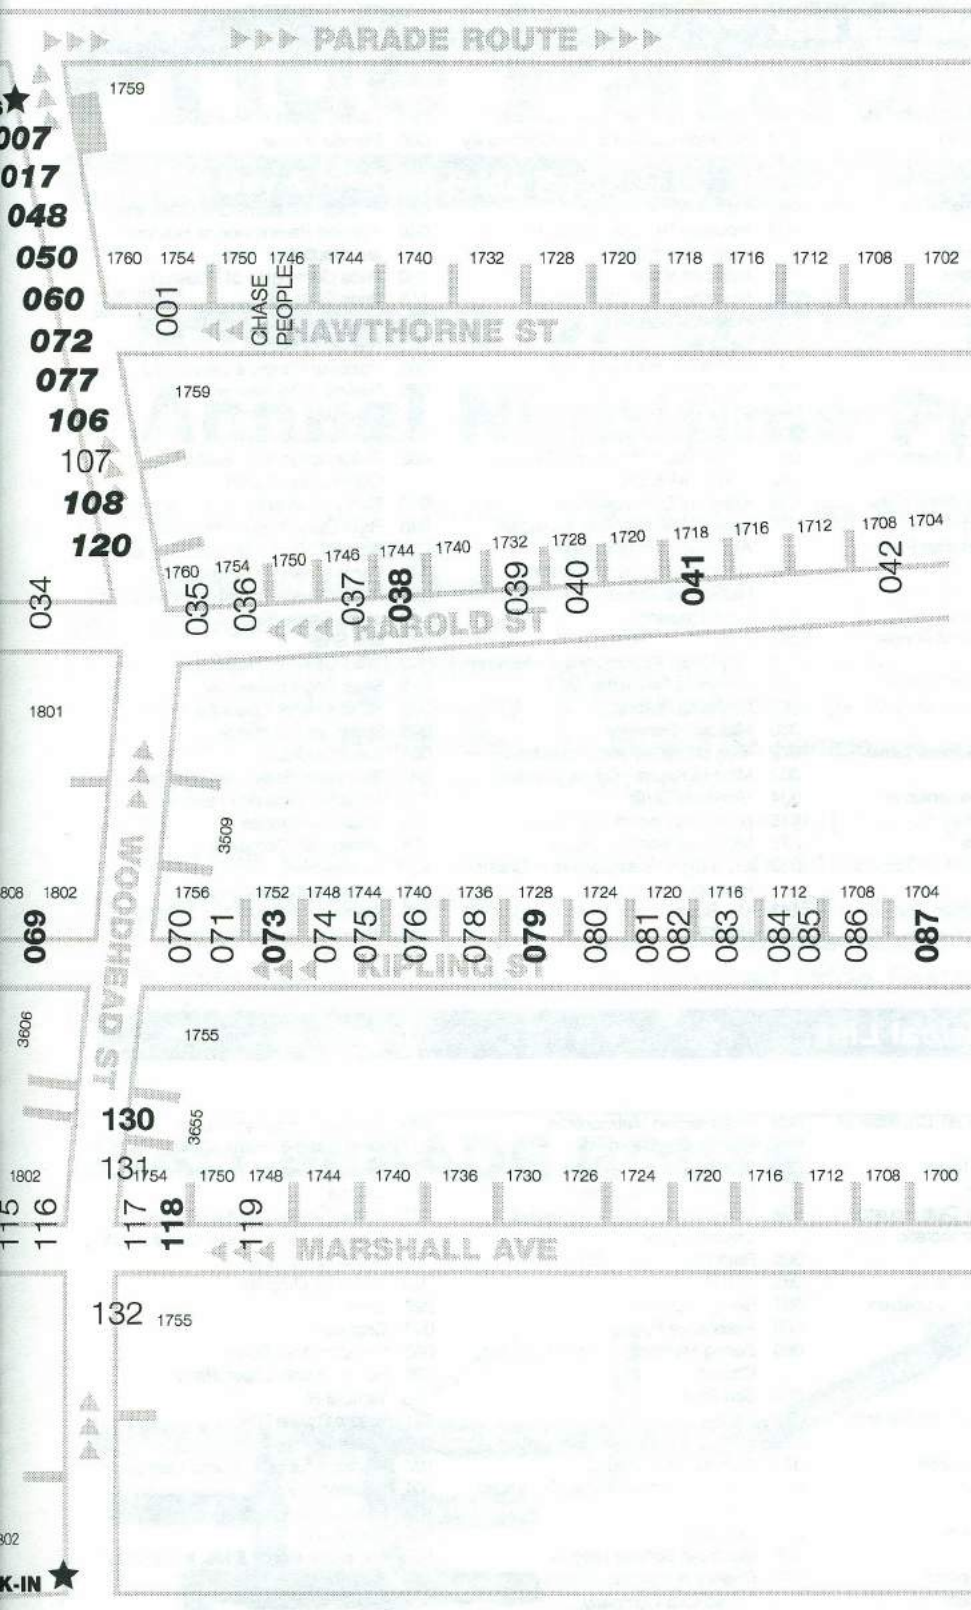 PARADE ROUTE
1759
007
017
048
050
060
072
077
106
107
108
120
1760 1754 1750 1746 1744 1740 1732 1728 1720 1718 1716 1712 1708 1702
001
CHASE
PEOPLE
HAWTHORNE ST
1759
1760 1754 1750 1746 1744 1740 1732 1728 1720 1718 1716 1712 1708 1704
034 035 036 037 038 039 040 041 042
HAROLD ST
1801
3509
WOODHEAD ST
1802 1756 1752 1748 1744 1740 1736 1728 1724 1720 1716 1712 1708 1704
069 070 071 073 074 075 076 078 079 080 081 082 083 084 085 086 087
KIPLING ST
3606
1755
130
3655
131
1802 1754 1750 1748 1744 1740 1736 1730 1726 1724 1720 1716 1712 1708 1700
115 116 117 118 119
MARSHALL AVE
132 1755
K-IN